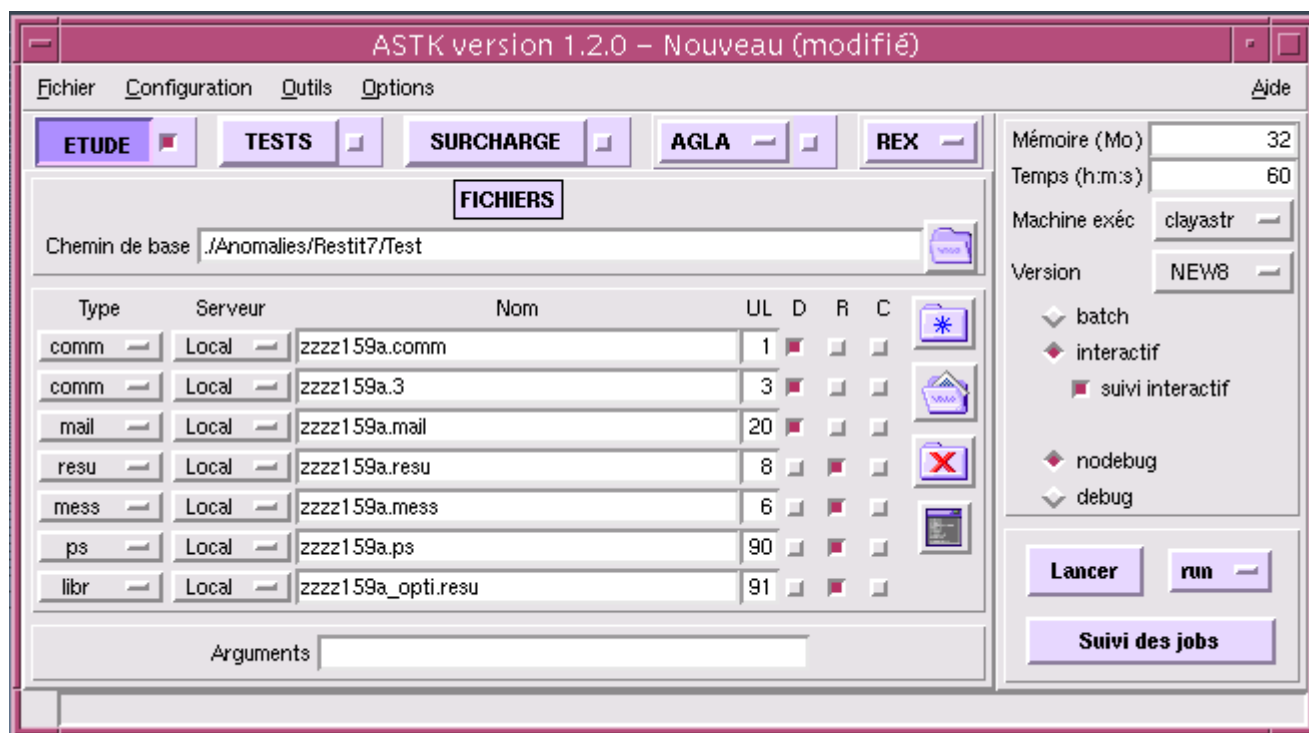 ASTK version 1.2.0 – Nouveau (modifié)
Fichier Configuration Outils Options Aide
ETUDE TESTS SURCHARGE AGLA REX
FICHIERS
Chemin de base ./Anomalies/Restit7/Test
Type Serveur Nom UL D R C
comm Local zzzz159a.comm 1
comm Local zzzz159a.3 3
mail Local zzzz159a.mail 20
resu Local zzzz159a.resu 8
mess Local zzzz159a.mess 6
ps Local zzzz159a.ps 90
libr Local zzzz159a_opti.resu 91
Arguments
Mémoire (Mo) 32
Temps (h:m:s) 60
Machine exéc clayastr
Version NEW8
batch
interactif
suivi interactif
nodebug
debug
Lancer run
Suivi des jobs